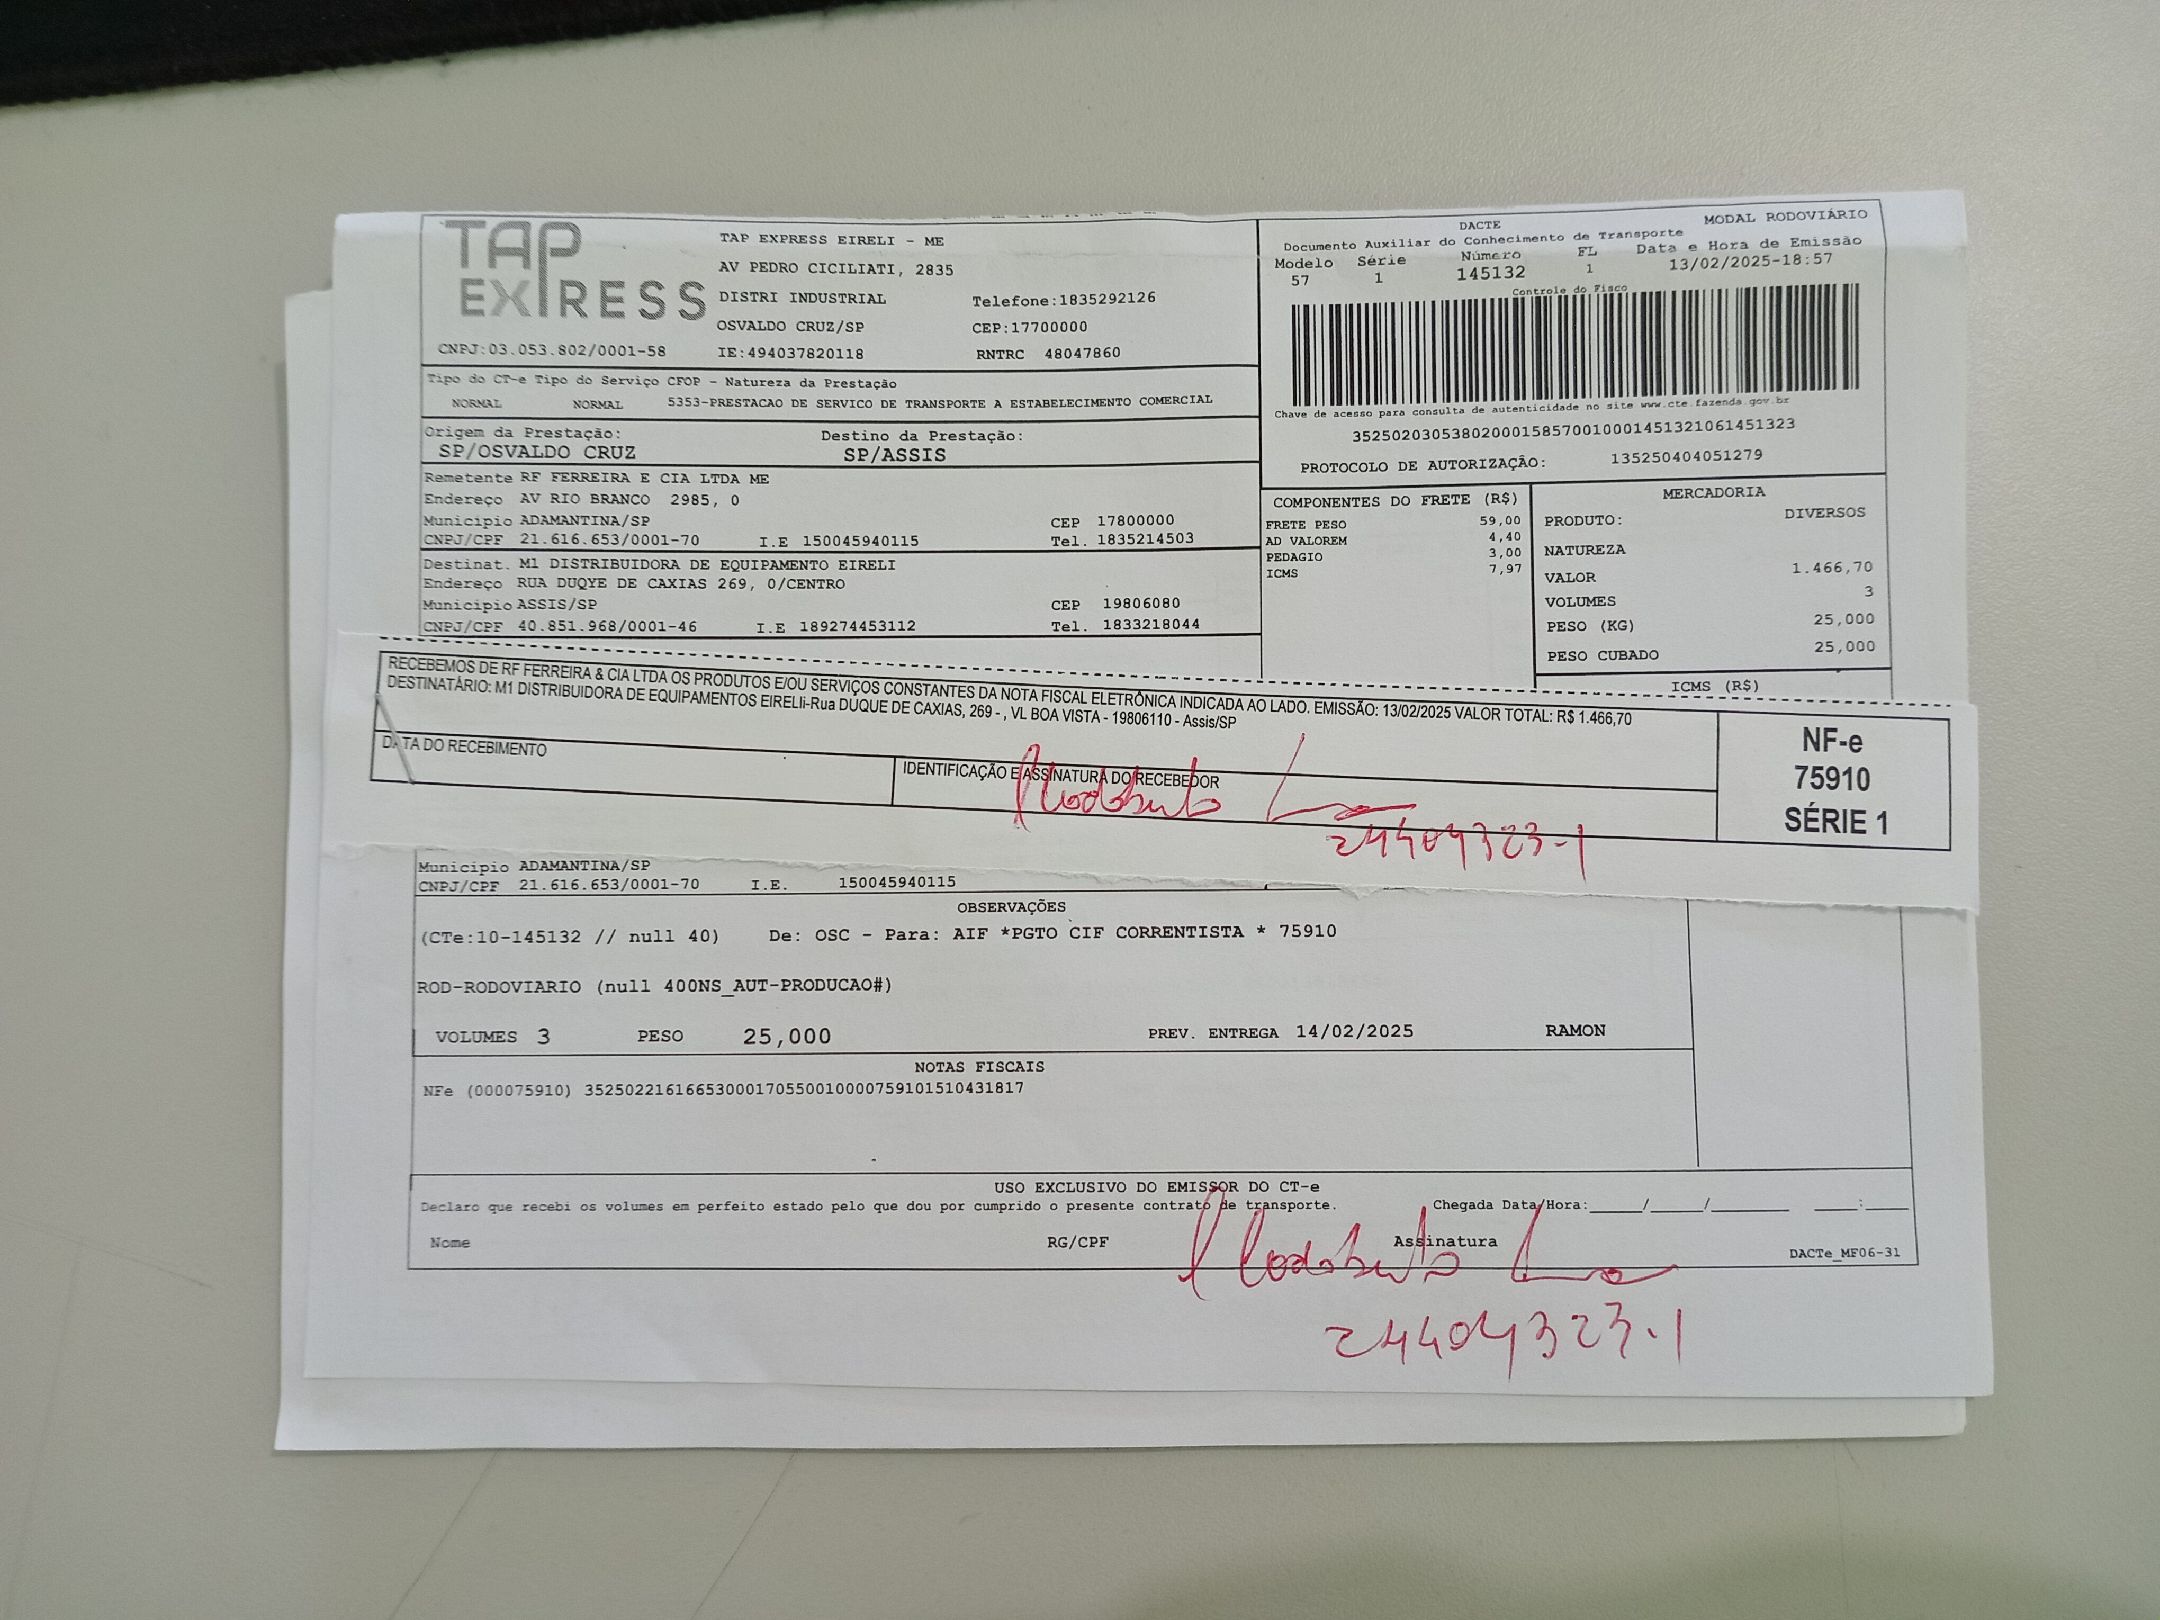 TAP EXPRESS
TAP EXPRESS EIRELI - ME
AV PEDRO CICILIATI, 2835
DISTRI INDUSTRIAL Telefone:1835292126
OSVALDO CRUZ/SP CEP:17700000
CNPJ:03.053.802/0001-58 IE:494037820118 RNTRC 48047860
DACTE MODAL RODOVIÁRIO
Documento Auxiliar do Conhecimento de Transporte
Modelo Série Número FL Data e Hora de Emissão
57 1 145132 1 13/02/2025-18:57
Controle do Fisco
Chave de acesso para consulta de autenticidade no site www.cte.fazenda.gov.br
35250203053802000158570010001451321061451323
PROTOCOLO DE AUTORIZAÇÃO: 135250404051279
Tipo do CT-e Tipo do Serviço CFOP - Natureza da Prestação
NORMAL NORMAL 5353-PRESTACAO DE SERVICO DE TRANSPORTE A ESTABELECIMENTO COMERCIAL
Origem da Prestação: Destino da Prestação:
SP/OSVALDO CRUZ SP/ASSIS
Remetente RF FERREIRA E CIA LTDA ME
Endereço AV RIO BRANCO 2985, 0
Município ADAMANTINA/SP CEP 17800000
CNPJ/CPF 21.616.653/0001-70 I.E 150045940115 Tel. 1835214503
Destinat. M1 DISTRIBUIDORA DE EQUIPAMENTO EIRELI
Endereço RUA DUQYE DE CAXIAS 269, 0/CENTRO
Município ASSIS/SP CEP 19806080
CNPJ/CPF 40.851.968/0001-46 I.E 189274453112 Tel. 1833218044
COMPONENTES DO FRETE (R$)
FRETE PESO 59,00
AD VALOREM 4,40
PEDAGIO 3,00
ICMS 7,97
MERCADORIA
PRODUTO: DIVERSOS
NATUREZA
VALOR 1.466,70
VOLUMES 3
PESO (KG) 25,000
PESO CUBADO 25,000
ICMS (R$)
RECEBEMOS DE RF FERREIRA & CIA LTDA OS PRODUTOS E/OU SERVIÇOS CONSTANTES DA NOTA FISCAL ELETRÔNICA INDICADA AO LADO. EMISSÃO: 13/02/2025 VALOR TOTAL: R$ 1.466,70
DESTINATÁRIO: M1 DISTRIBUIDORA DE EQUIPAMENTOS EIRELIi-Rua DUQUE DE CAXIAS, 269 - , VL BOA VISTA - 19806110 - Assis/SP
DATA DO RECEBIMENTO
IDENTIFICAÇÃO E ASSINATURA DO RECEBEDOR
24404323-1
NF-e
75910
SÉRIE 1
Município ADAMANTINA/SP
CNPJ/CPF 21.616.653/0001-70 I.E. 150045940115
OBSERVAÇÕES
(CTe:10-145132 // null 40) De: OSC - Para: AIF *PGTO CIF CORRENTISTA * 75910
ROD-RODOVIARIO (null 400NS_AUT-PRODUCAO#)
VOLUMES 3 PESO 25,000 PREV. ENTREGA 14/02/2025 RAMON
NOTAS FISCAIS
NFe (000075910) 35250221616653000170550010000759101510431817
USO EXCLUSIVO DO EMISSOR DO CT-e
Declaro que recebi os volumes em perfeito estado pelo que dou por cumprido o presente contrato de transporte. Chegada Data/Hora:_____/_____/________ ____:____
Nome RG/CPF Assinatura
DACTe_MF06-31
24404323-1